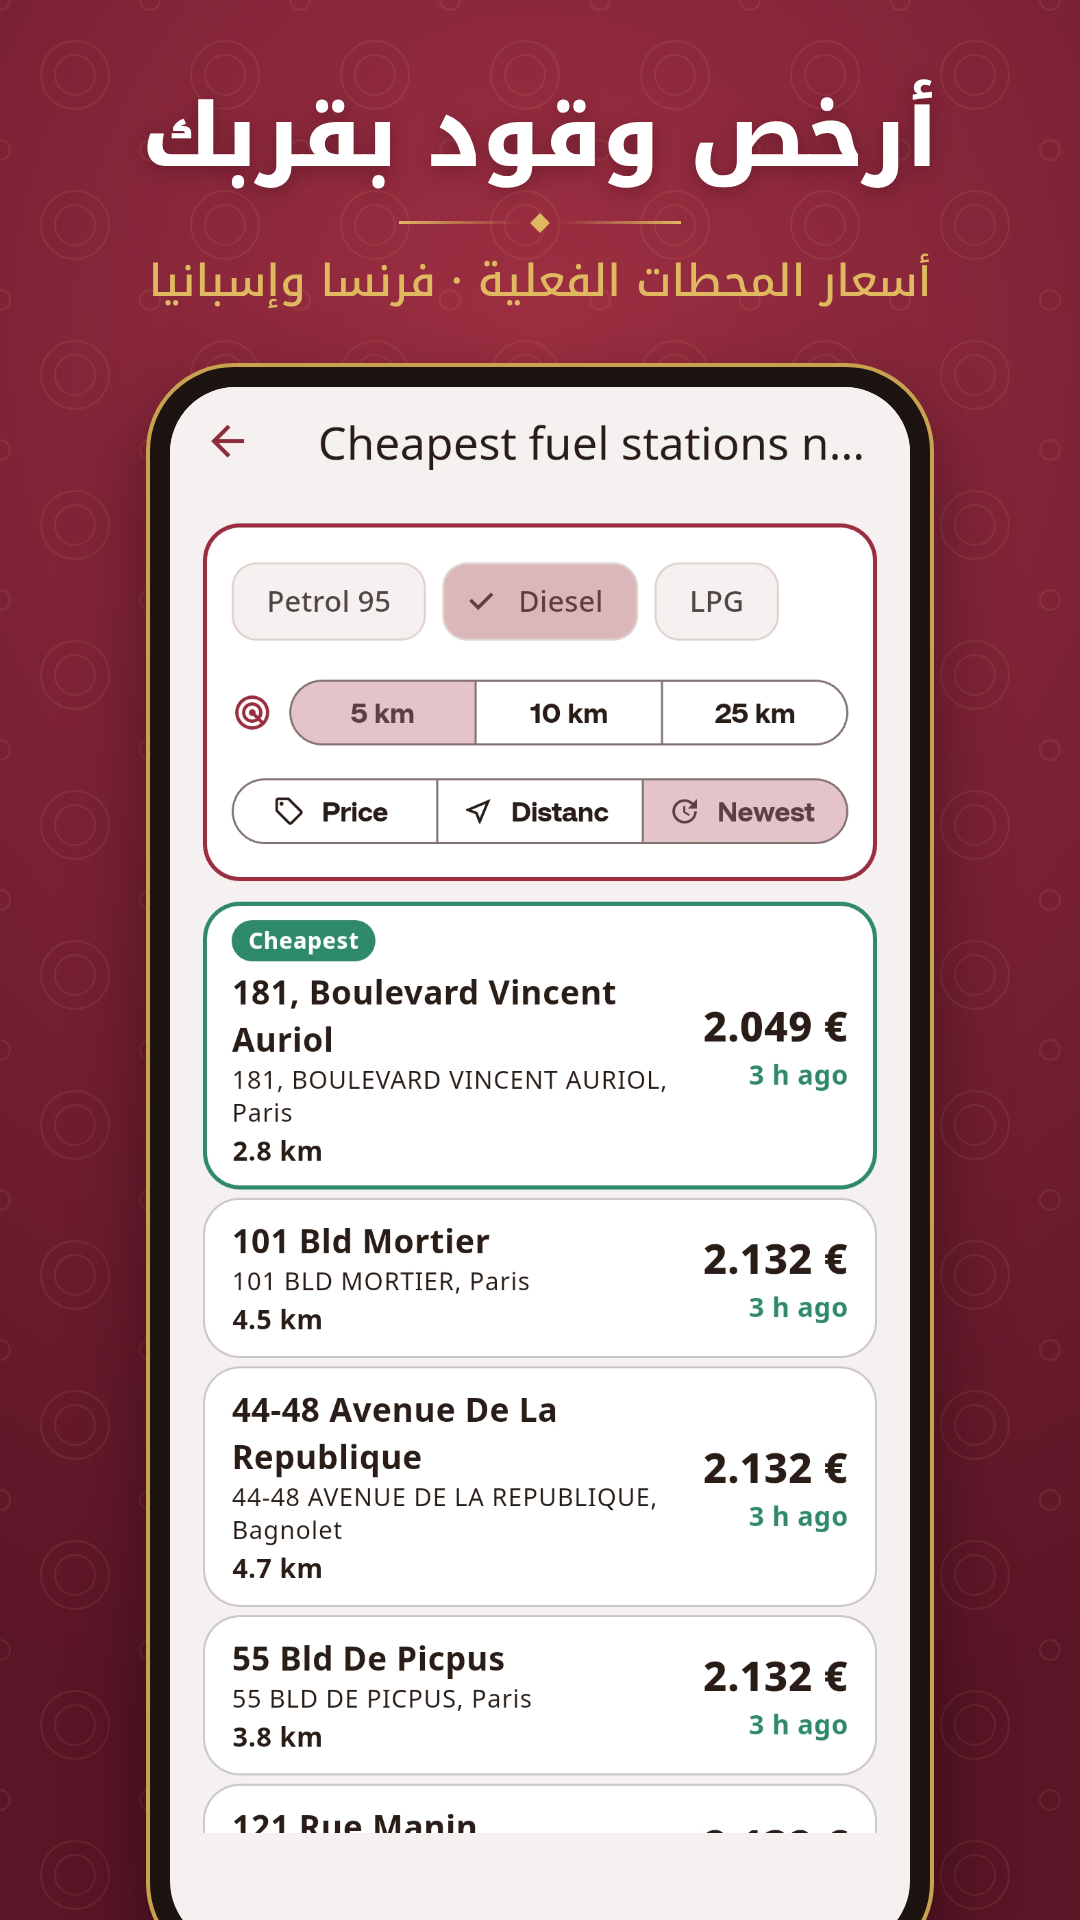 أرخص وقود بقربك
أسعار المحطات الفعلية · فرنسا وإسبانيا
Cheapest fuel stations n...
Petrol 95
Diesel
LPG
5 km
10 km
25 km
Price
Distanc
Newest
Cheapest
181, Boulevard Vincent
Auriol
2.049 €
181, BOULEVARD VINCENT AURIOL,
3 h ago
Paris
2.8 km
101 Bld Mortier
2.132 €
101 BLD MORTIER, Paris
3 h ago
4.5 km
44-48 Avenue De La
Republique
2.132 €
44-48 AVENUE DE LA REPUBLIQUE,
3 h ago
Bagnolet
4.7 km
55 Bld De Picpus
2.132 €
55 BLD DE PICPUS, Paris
3 h ago
3.8 km
121 Rue Manin